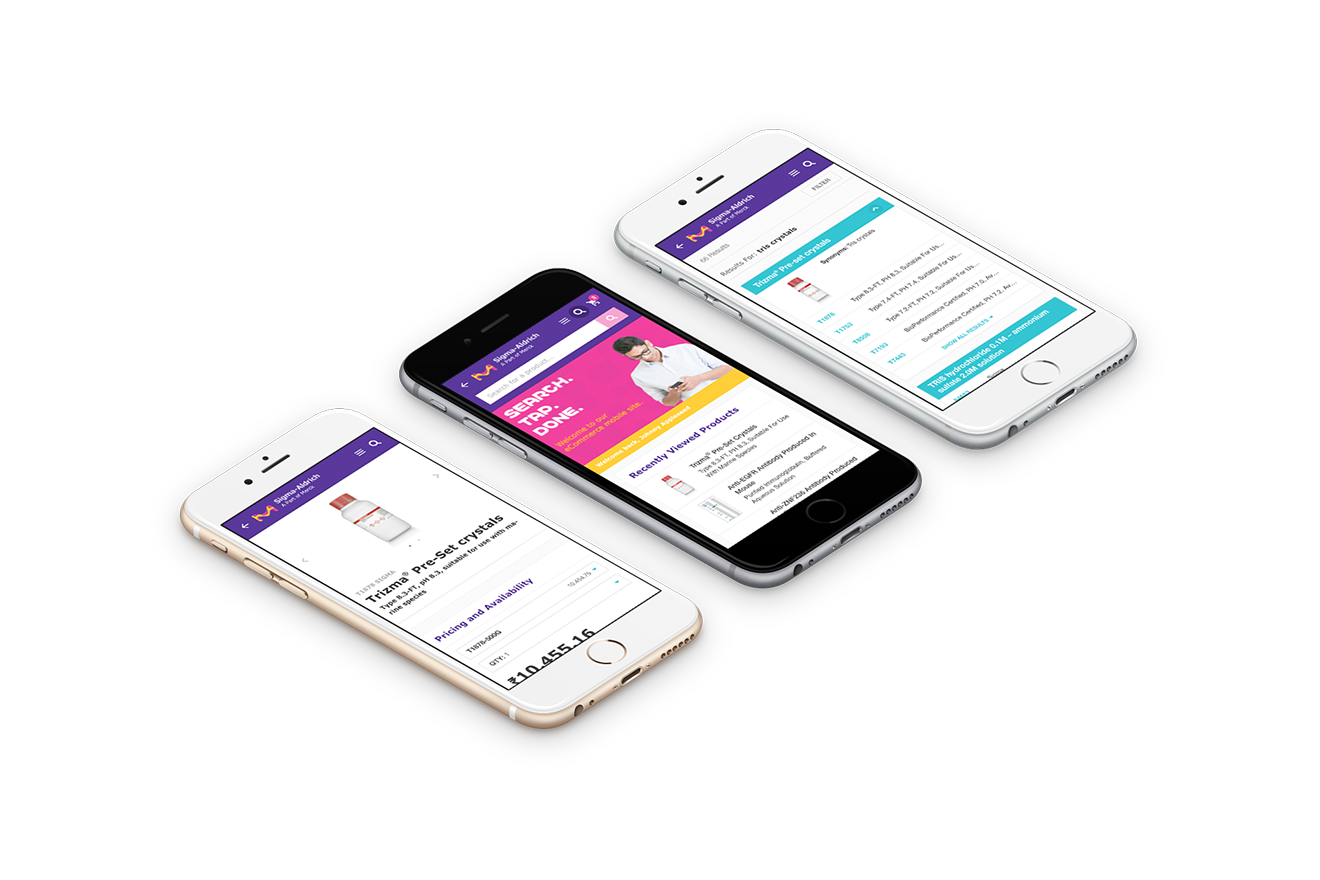 Sigma-Aldrich
A Part of Merck
T1878 SIGMA
Trizma® Pre-Set crystals
Type 8.3-FT, pH 8.3, suitable for use with ma-
rine species
Pricing and Availability
T1878-500G
10,454.75
QTY: 1
₹10,455.16
Sigma-Aldrich
A Part of Merck
Search for a product...
SEARCH.
TAP.
DONE.
Welcome to our
eCommerce mobile site.
Welcome back, Johnny Appleseed
Recently Viewed Products
Trizma® Pre-Set Crystals
Type 8.3-FT, PH 8.3, Suitable For Use
With Marine Species
Anti-EGFR Antibody Produced In
Mouse
Purified Immunoglobulin, Buffered
Aqueous Solution
Anti-ZNF236 Antibody Produced
Sigma-Aldrich
A Part of Merck
FILTER
66 Results
Results For: tris crystals
Trizma® Pre-set crystals
Synonyms: Tris crystals
T1878 Type 8.3-FT, PH 8.3, Suitable For Us...
T1753 Type 7.4-FT, PH 7.4, Suitable For Us...
T8508 Type 7.2-FT, PH 7.2, Suitable For Us...
T7193 BioPerformance Certified, PH 7.0, Av...
T7443 BioPerformance Certified, PH 7.2, Av...
SHOW ALL RESULTS
TRIS hydrochloride 0.1M – ammonium
sulfate 2.0M solution